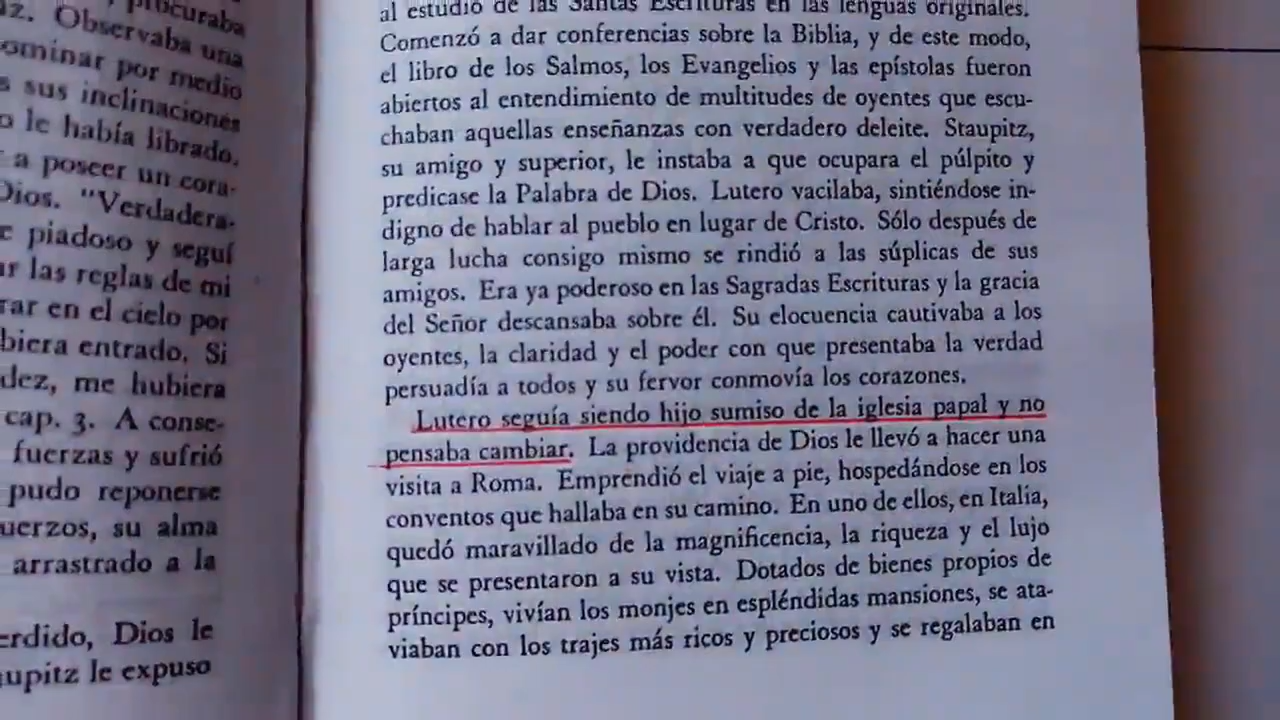 procuraba
Observaba una
ominar por medio
sus inclinaciones
le había librado.
a poseer un cora-
Dios. "Verdadera-
piadoso y seguí
las reglas de mi
en el cielo por
biera entrado. Si
dez, me hubiera
cap. 3. A conse-
fuerzas y sufrió
pudo reponerse
uerzos, su alma
arrastrado a la
erdido, Dios le
aupitz le expuso
al estudio de las Santas Escrituras en las lenguas originales.
Comenzó a dar conferencias sobre la Biblia, y de este modo,
el libro de los Salmos, los Evangelios y las epístolas fueron
abiertos al entendimiento de multitudes de oyentes que escu-
chaban aquellas enseñanzas con verdadero deleite. Staupitz,
su amigo y superior, le instaba a que ocupara el púlpito y
predicase la Palabra de Dios. Lutero vacilaba, sintiéndose in-
digno de hablar al pueblo en lugar de Cristo. Sólo después de
larga lucha consigo mismo se rindió a las súplicas de sus
amigos. Era ya poderoso en las Sagradas Escrituras y la gracia
del Señor descansaba sobre él. Su elocuencia cautivaba a los
oyentes, la claridad y el poder con que presentaba la verdad
persuadía a todos y su fervor conmovía los corazones.
Lutero seguía siendo hijo sumiso de la iglesia papal y no
pensaba cambiar. La providencia de Dios le llevó a hacer una
visita a Roma. Emprendió el viaje a pie, hospedándose en los
conventos que hallaba en su camino. En uno de ellos, en Italia,
quedó maravillado de la magnificencia, la riqueza y el lujo
que se presentaron a su vista. Dotados de bienes propios de
príncipes, vivían los monjes en espléndidas mansiones, se ata-
viaban con los trajes más ricos y preciosos y se regalaban en